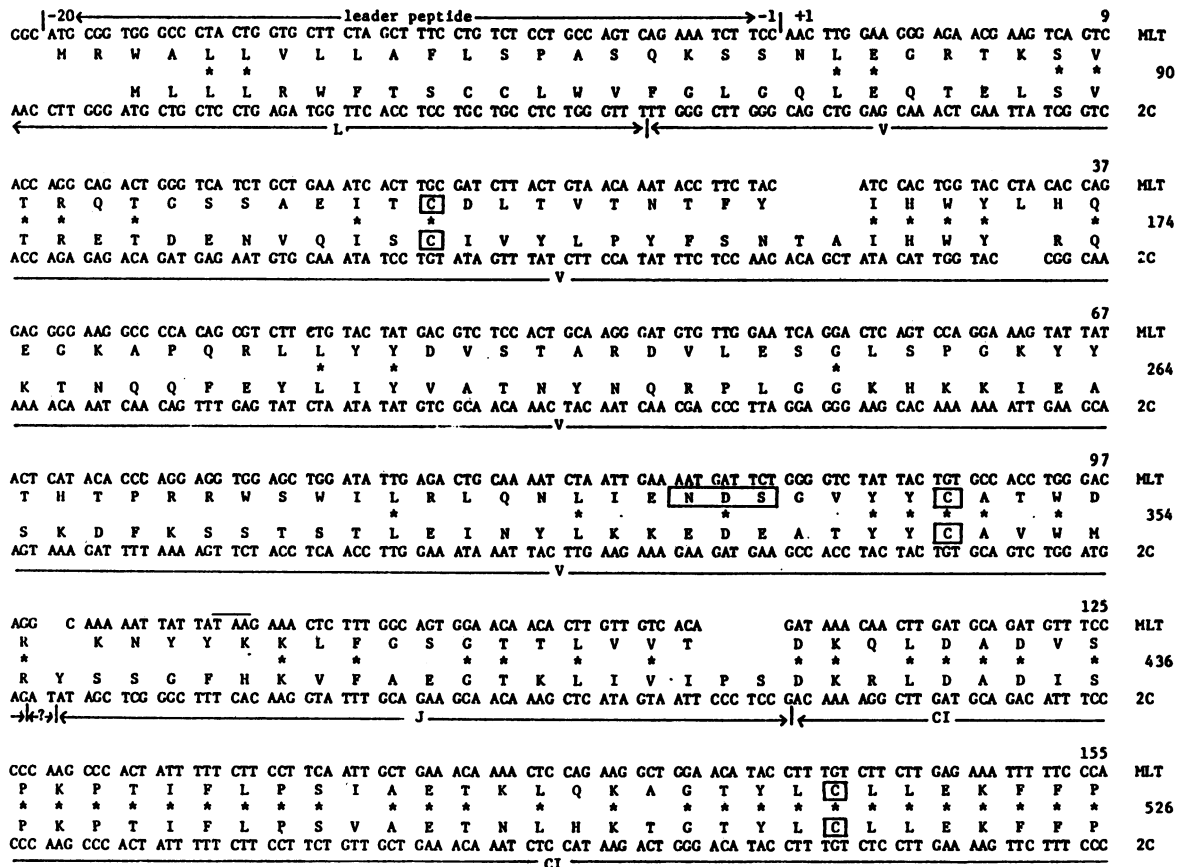 -20 leader peptide -1 +1 9
GGC ATG CGG TGG GCC CTA CTG GTG CTT CTA GCT TTC CTG TCT CCT GCC AGT CAG AAA TCT TCC AAC TTG GAA GGG AGA ACG AAG TCA GTC MLT
M R W A L L V L L A F L S P A S Q K S S N L E G R T K S V
* * * * * * 90
M L L L R W F T S C C L W V F G L G Q L E Q T E L S V
AAC CTT GGG ATG CTG CTC CTG AGA TGG TTC ACC TCC TGC TGC CTC TGG GTT TTT GGG CTT GGG CAG CTG GAG CAA ACT GAA TTA TCG GTC 2C
L V
37
ACC AGG CAG ACT GGG TCA TCT GCT GAA ATC ACT TGC GAT CTT ACT GTA ACA AAT ACC TTC TAC ATC CAC TGG TAC CTA CAC CAG MLT
T R Q T G S S A E I T C D L T V T N T F Y I H W Y L H Q
* * * * * * * * * * 174
T R E T D E N V Q I S C I V Y L P Y F S N T A I H W Y R Q
ACC AGA GAG ACA GAT GAG AAT GTG CAA ATA TCC TGT ATA GTT TAT CTT CCA TAT TTC TCC AAC ACA GCT ATA CAT TGG TAC CGG CAA 2C
V
67
GAG GGG AAG GCC CCA CAG CGT CTT CTG TAC TAT GAC GTC TCC ACT GCA AGG GAT GTG TTG GAA TCA GGA CTC AGT CCA GGA AAG TAT TAT MLT
E G K A P Q R L L Y Y D V S T A R D V L E S G L S P G K Y Y
* * * 264
K T N Q Q F E Y L I Y V A T N Y N Q R P L G G K H K K I E A
AAA ACA AAT CAA CAG TTT GAG TAT CTA ATA TAT GTC GCA ACA AAC TAC AAT CAA CGA CCC TTA GGA GGG AAG CAC AAA AAA ATT GAA GCA 2C
V
97
ACT CAT ACA CCC AGG AGG TGG AGC TGG ATA TTG AGA CTG CAA AAT CTA ATT GAA AAT GAT TCT GGG GTC TAT TAC TGT GCC ACC TGG GAC MLT
T H T P R R W S W I L R L Q N L I E N D S G V Y Y C A T W D
* * * * * * * * 354
S K D F K S S T S T L E I N Y L K K E D E A T Y Y C A V W M
AGT AAA GAT TTT AAA AGT TCT ACC TCA ACC TTG GAA ATA AAT TAC TTG AAG AAA GAA GAT GAA GCC ACC TAC TAC TGT GCA GTC TGG ATG 2C
V
125
AGG C AAA AAT TAT TAT AAG AAA CTC TTT GGC AGT GGA ACA ACA CTT GTT GTC ACA GAT AAA CAA CTT GAT GCA GAT GTT TCC MLT
R K N Y Y K K L F G S G T T L V V T D K Q L D A D V S
* * * * * * * * * * * * * 436
R Y S S G F H K V F A E G T K L I V I P S D K R L D A D I S
AGA TAT AGC TCG GGC TTT CAC AAG GTA TTT GCA GAA GGA ACA AAG CTC ATA GTA ATT CCC TCC GAC AAA AGG CTT GAT GCA GAC ATT TCC 2C
? J CI
155
CCC AAG CCC ACT ATT TTT CTT CCT TCA ATT GCT GAA ACA AAA CTC CAG AAG GCT GGA ACA TAC CTT TGT CTT CTT GAG AAA TTT TTC CCA MLT
P K P T I F L P S I A E T K L Q K A G T Y L C L L E K F F P
* * * * * * * * * * * * * * * * * * * * * * * * * 526
P K P T I F L P S V A E T N L H K T G T Y L C L L E K F F P
CCC AAG CCC ACT ATT TTT CTT CCT TCT GTT GCT GAA ACA AAT CTC CAT AAG ACT GGG ACA TAC CTT TGT CTC CTT GAA AAG TTC TTT CCC 2C
CI